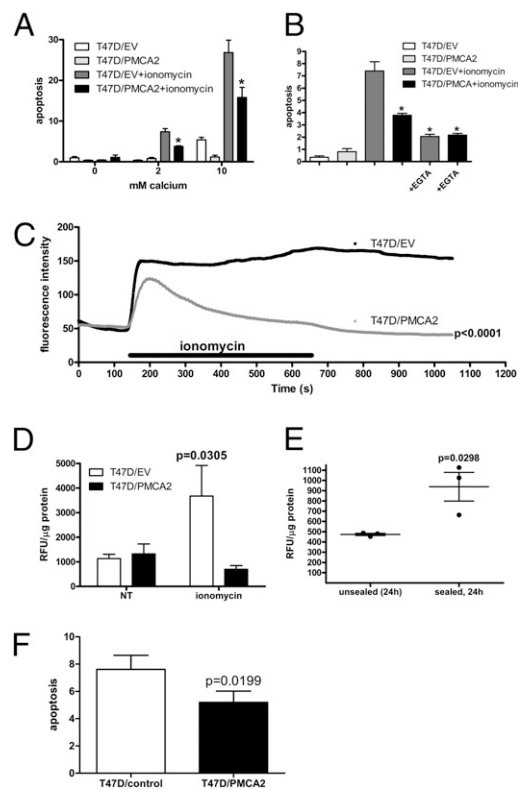 A
B
T47D/EV
T47D/PMCA2
T47D/EV+ionomycin
T47D/PMCA2+ionomycin
apoptosis
30
20
10
0
*
*
0
2
10
mM calcium
T47D/EV
T47D/PMCA2
T47D/EV+ionomycin
T47D/PMCA+ionomycin
apoptosis
9
8
7
6
5
4
3
2
1
0
*
*
*
+EGTA
+EGTA
C
fluorescence intensity
200
150
100
50
0
T47D/EV
T47D/PMCA2
p<0.0001
ionomycin
0
100
200
300
400
500
600
700
800
900
1000
1100
1200
Time (s)
D
p=0.0305
T47D/EV
T47D/PMCA2
RFU/µg protein
5000
4000
3000
2000
1000
0
NT
ionomycin
E
p=0.0298
RFU/µg protein
1100
1000
900
800
700
600
500
400
300
200
100
unsealed (24h)
sealed, 24h
F
apoptosis
10
8
6
4
2
0
p=0.0199
T47D/control
T47D/PMCA2